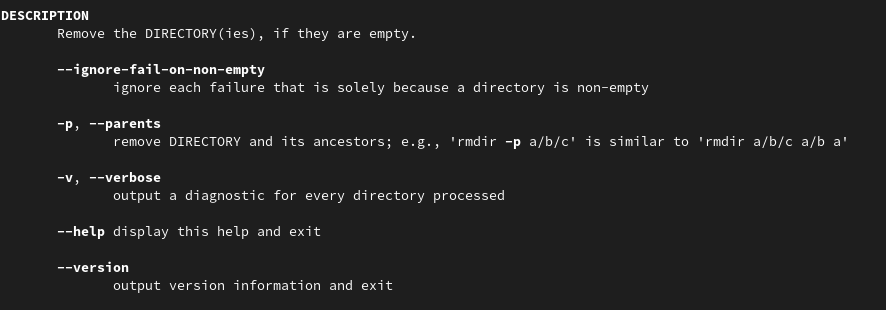 DESCRIPTION
Remove the DIRECTORY(ies), if they are empty.
--ignore-fail-on-non-empty
ignore each failure that is solely because a directory is non-empty
-p, --parents
remove DIRECTORY and its ancestors; e.g., 'rmdir -p a/b/c' is similar to 'rmdir a/b/c a/b a'
-v, --verbose
output a diagnostic for every directory processed
--help display this help and exit
--version
output version information and exit